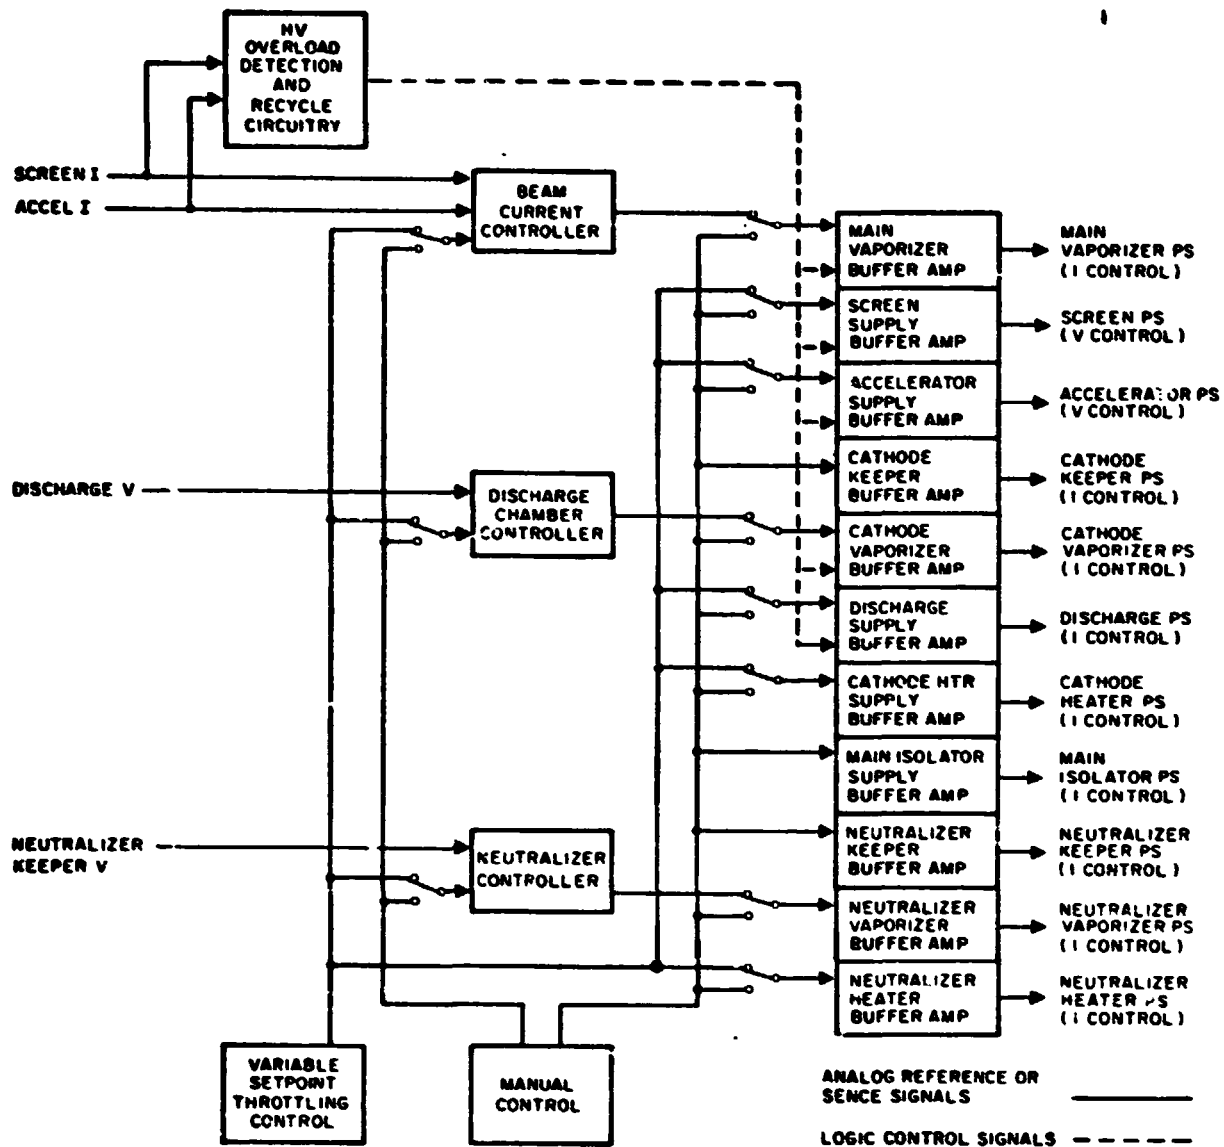 HV
OVERLOAD
DETECTION
AND
RECYCLE
CIRCUITRY
SCREEN I
ACCEL I
BEAM
CURRENT
CONTROLLER
MAIN
VAPORIZER
BUFFER AMP
MAIN
VAPORIZER PS
(I CONTROL)
SCREEN
SUPPLY
BUFFER AMP
SCREEN PS
(V CONTROL)
ACCELERATOR
SUPPLY
BUFFER AMP
ACCELERATOR PS
(V CONTROL)
CATHODE
KEEPER
BUFFER AMP
CATHODE
KEEPER PS
(I CONTROL)
DISCHARGE V
DISCHARGE
CHAMBER
CONTROLLER
CATHODE
VAPORIZER
BUFFER AMP
CATHODE
VAPORIZER PS
(I CONTROL)
DISCHARGE
SUPPLY
BUFFER AMP
DISCHARGE PS
(I CONTROL)
CATHODE HTR
SUPPLY
BUFFER AMP
CATHODE
HEATER PS
(I CONTROL)
MAIN ISOLATOR
SUPPLY
BUFFER AMP
MAIN
ISOLATOR PS
(I CONTROL)
NEUTRALIZER
KEEPER V
NEUTRALIZER
CONTROLLER
NEUTRALIZER
KEEPER
BUFFER AMP
NEUTRALIZER
KEEPER PS
(I CONTROL)
NEUTRALIZER
VAPORIZER
BUFFER AMP
NEUTRALIZER
VAPORIZER PS
(I CONTROL)
NEUTRALIZER
HEATER
BUFFER AMP
NEUTRALIZER
HEATER PS
(I CONTROL)
VARIABLE
SETPOINT
THROTTLING
CONTROL
MANUAL
CONTROL
ANALOG REFERENCE OR
SENCE SIGNALS
LOGIC CONTROL SIGNALS